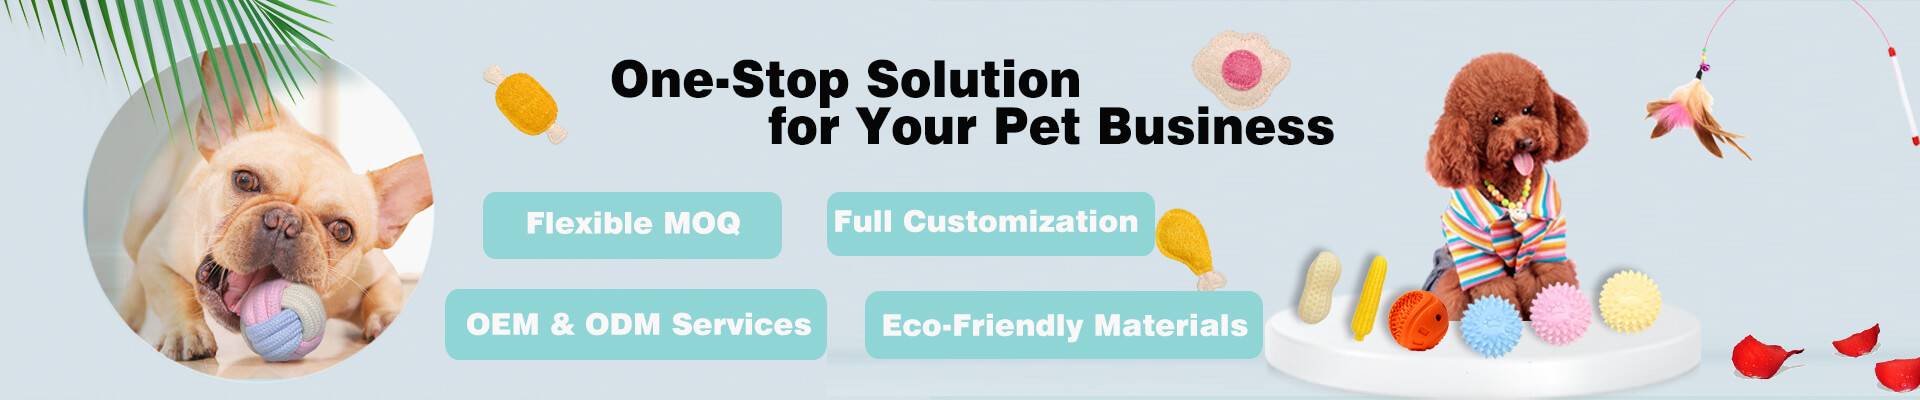 One-Stop Solution
for Your Pet Business
Flexible MOQ
Full Customization
OEM & ODM Services
Eco-Friendly Materials